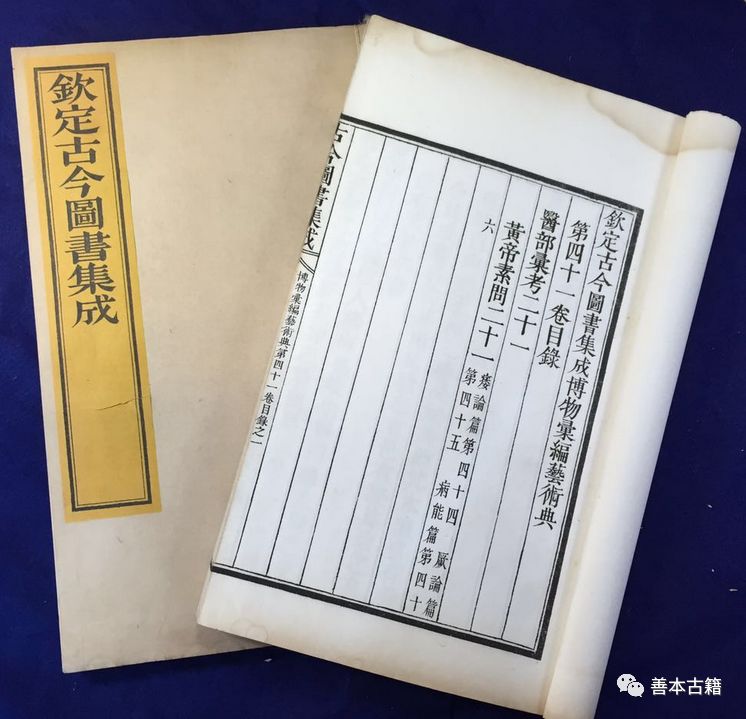 欽定古今圖書集成
欽定古今圖書集成博物彙編藝術典
第四十一卷目錄
醫部彙考二十一
黃帝素問二十一 痿論篇第四十四 厥論篇
第四十五 病能篇第四十
六
古今圖書集成
博物彙編藝術典第四十一卷目錄之一
善本古籍